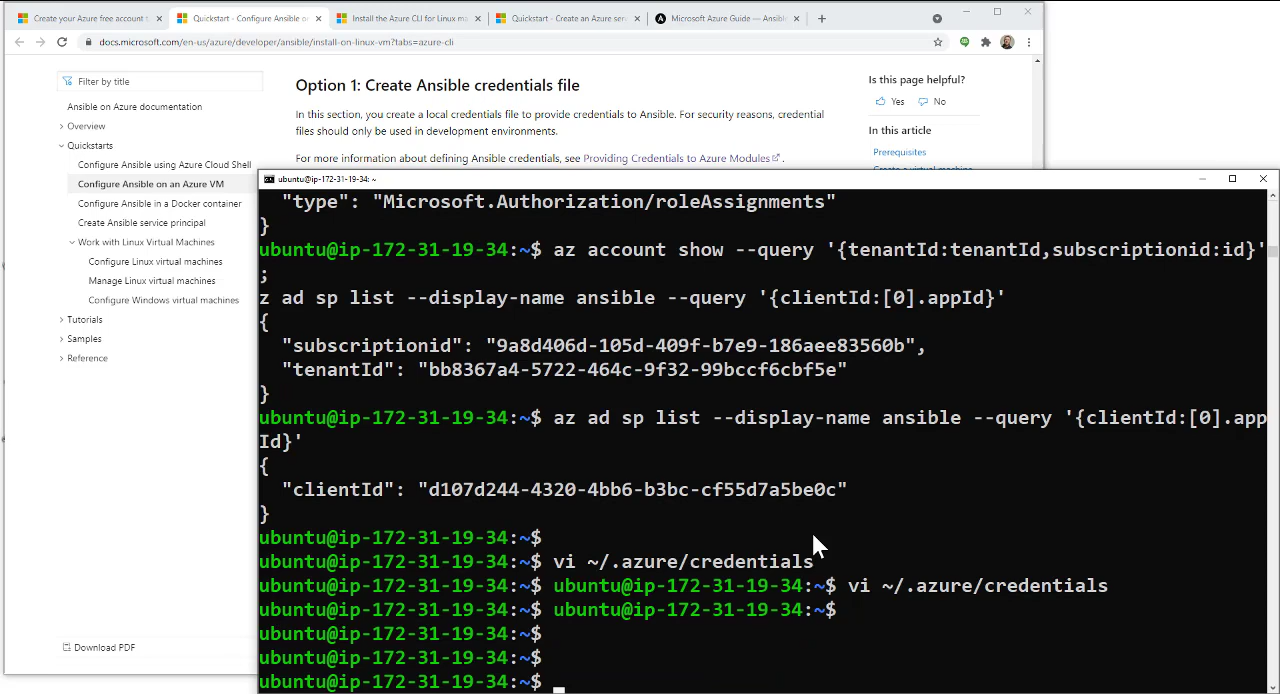 Create your Azure free account t
Quickstart - Configure Ansible o
Install the Azure CLI for Linux ma
Quickstart - Create an Azure ser
Microsoft Azure Guide — Ansibl
docs.microsoft.com/en-us/azure/developer/ansible/install-on-linux-vm?tabs=azure-cli
Filter by title
Ansible on Azure documentation
Overview
Quickstarts
Configure Ansible using Azure Cloud Shell
Configure Ansible on an Azure VM
Configure Ansible in a Docker container
Create Ansible service principal
Work with Linux Virtual Machines
Configure Linux virtual machines
Manage Linux virtual machines
Configure Windows virtual machines
Tutorials
Samples
Reference
Download PDF
Option 1: Create Ansible credentials file
In this section, you create a local credentials file to provide credentials to Ansible. For security reasons, credential
files should only be used in development environments.
For more information about defining Ansible credentials, see Providing Credentials to Azure Modules.
Is this page helpful?
Yes No
In this article
Prerequisites
ubuntu@ip-172-31-19-34: ~
"type": "Microsoft.Authorization/roleAssignments"
}
ubuntu@ip-172-31-19-34:~$ az account show --query '{tenantId:tenantId,subscriptionid:id}'
;
z ad sp list --display-name ansible --query '{clientId:[0].appId}'
{
"subscriptionid": "9a8d406d-105d-409f-b7e9-186aee83560b",
"tenantId": "bb8367a4-5722-464c-9f32-99bccf6cbf5e"
}
ubuntu@ip-172-31-19-34:~$ az ad sp list --display-name ansible --query '{clientId:[0].app
Id}'
{
"clientId": "d107d244-4320-4bb6-b3bc-cf55d7a5be0c"
}
ubuntu@ip-172-31-19-34:~$
ubuntu@ip-172-31-19-34:~$ vi ~/.azure/credentials
ubuntu@ip-172-31-19-34:~$ ubuntu@ip-172-31-19-34:~$ vi ~/.azure/credentials
ubuntu@ip-172-31-19-34:~$ ubuntu@ip-172-31-19-34:~$
ubuntu@ip-172-31-19-34:~$
ubuntu@ip-172-31-19-34:~$
ubuntu@ip-172-31-19-34:~$